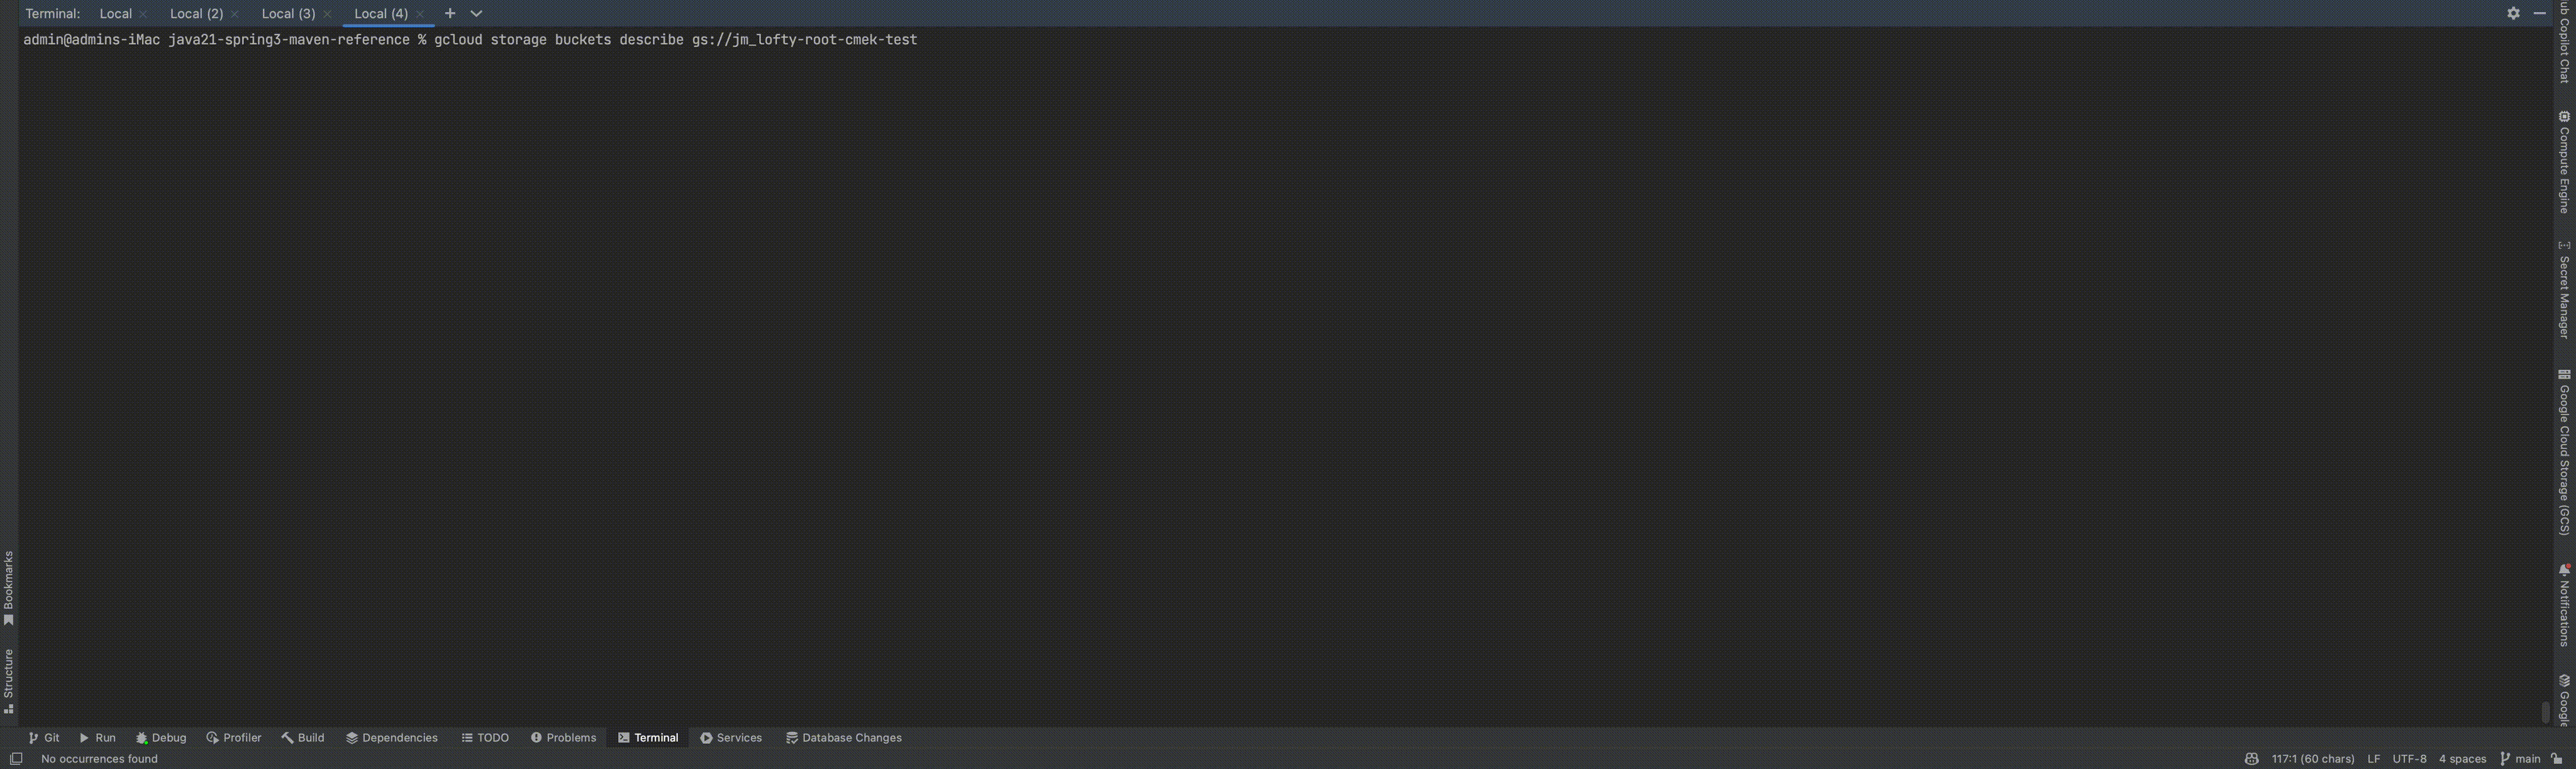 Terminal: Local Local (2) Local (3) Local (4)
admin@admins-iMac java21-spring3-maven-reference % gcloud storage buckets describe gs://jm_lofty-root-cmek-test
Bookmarks
Structure
ub Copilot Chat
Compute Engine
Secret Manager
Google Cloud Storage (GCS)
Notifications
Google
Git Run Debug Profiler Build Dependencies TODO Problems Terminal Services Database Changes
No occurrences found 117:1 (60 chars) LF UTF-8 4 spaces main